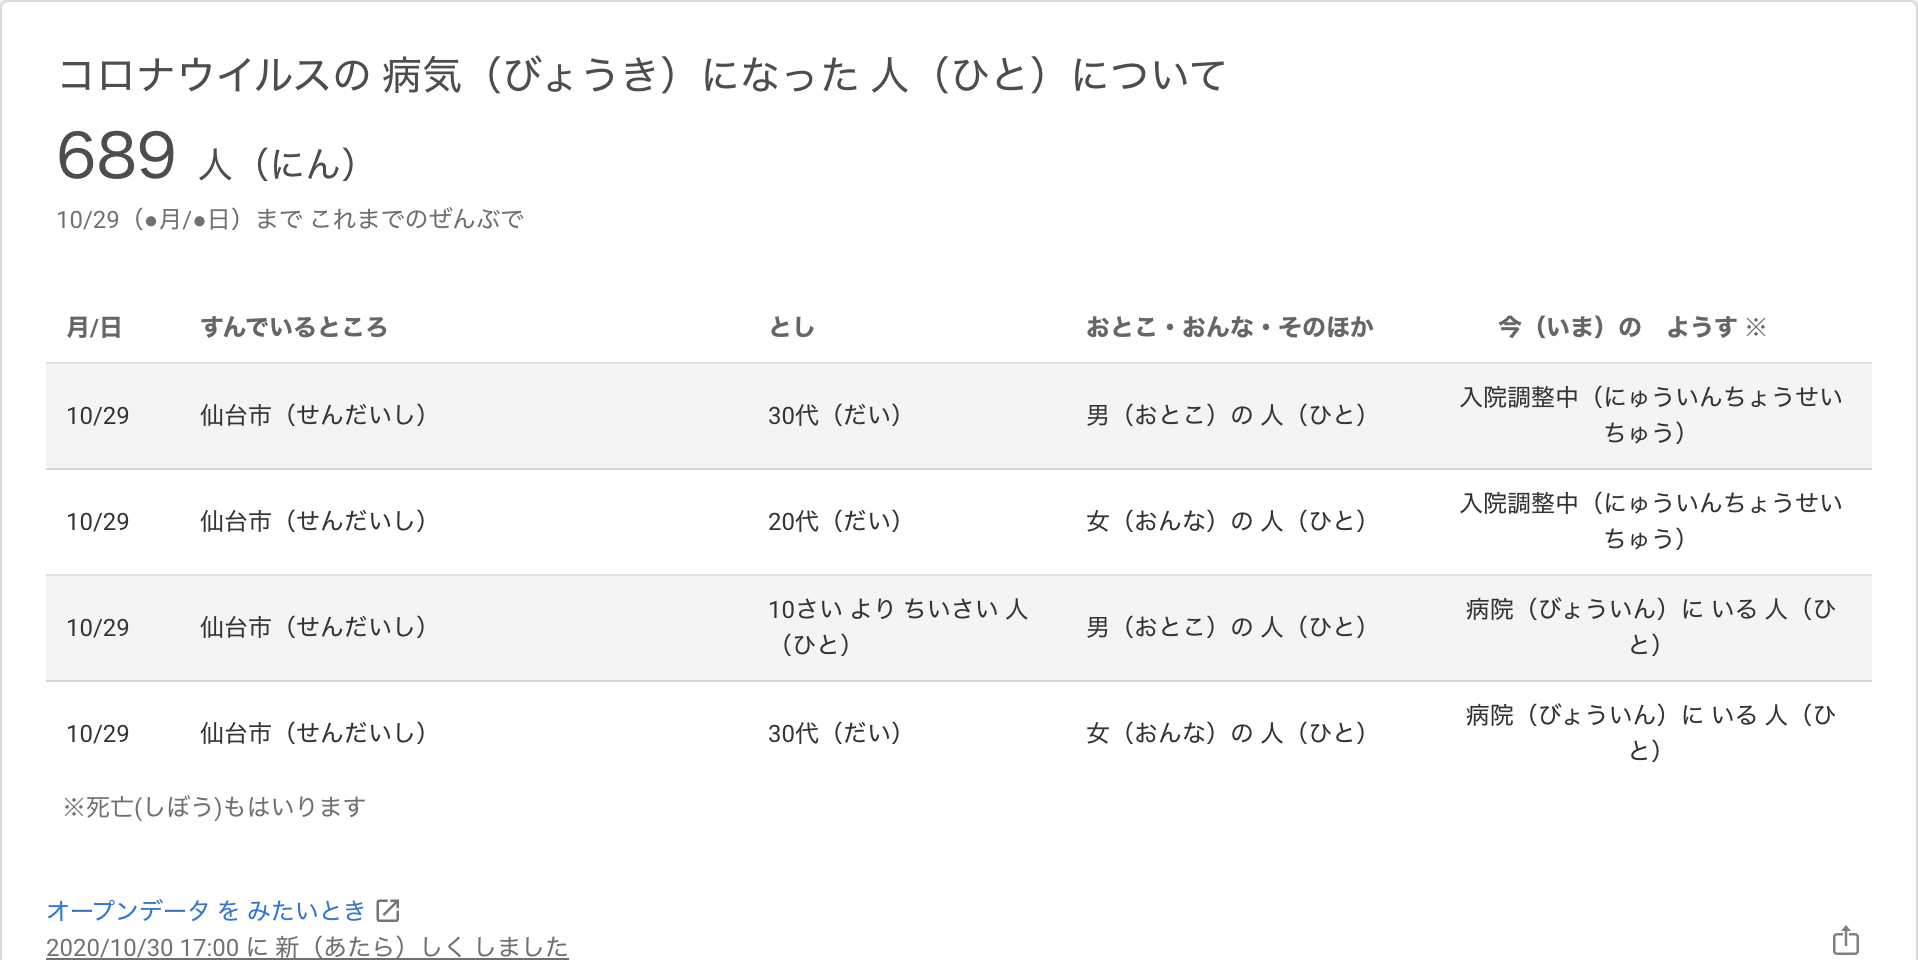 コロナウイルスの 病気（びょうき）になった 人（ひと）について
689 人（にん）
10/29（●月/●日）まで これまでのぜんぶで
月/日 すんでいるところ とし おとこ・おんな・そのほか 今（いま）の　ようす ※
10/29 仙台市（せんだいし） 30代（だい） 男（おとこ）の 人（ひと） 入院調整中（にゅういんちょうせい
ちゅう）
10/29 仙台市（せんだいし） 20代（だい） 女（おんな）の 人（ひと） 入院調整中（にゅういんちょうせい
ちゅう）
10/29 仙台市（せんだいし） 10さい より ちいさい 人
（ひと） 男（おとこ）の 人（ひと） 病院（びょういん）に いる 人（ひ
と）
10/29 仙台市（せんだいし） 30代（だい） 女（おんな）の 人（ひと） 病院（びょういん）に いる 人（ひ
と）
※死亡(しぼう)もはいります
オープンデータ を みたいとき
2020/10/30 17:00 に 新（あたら）しく しました